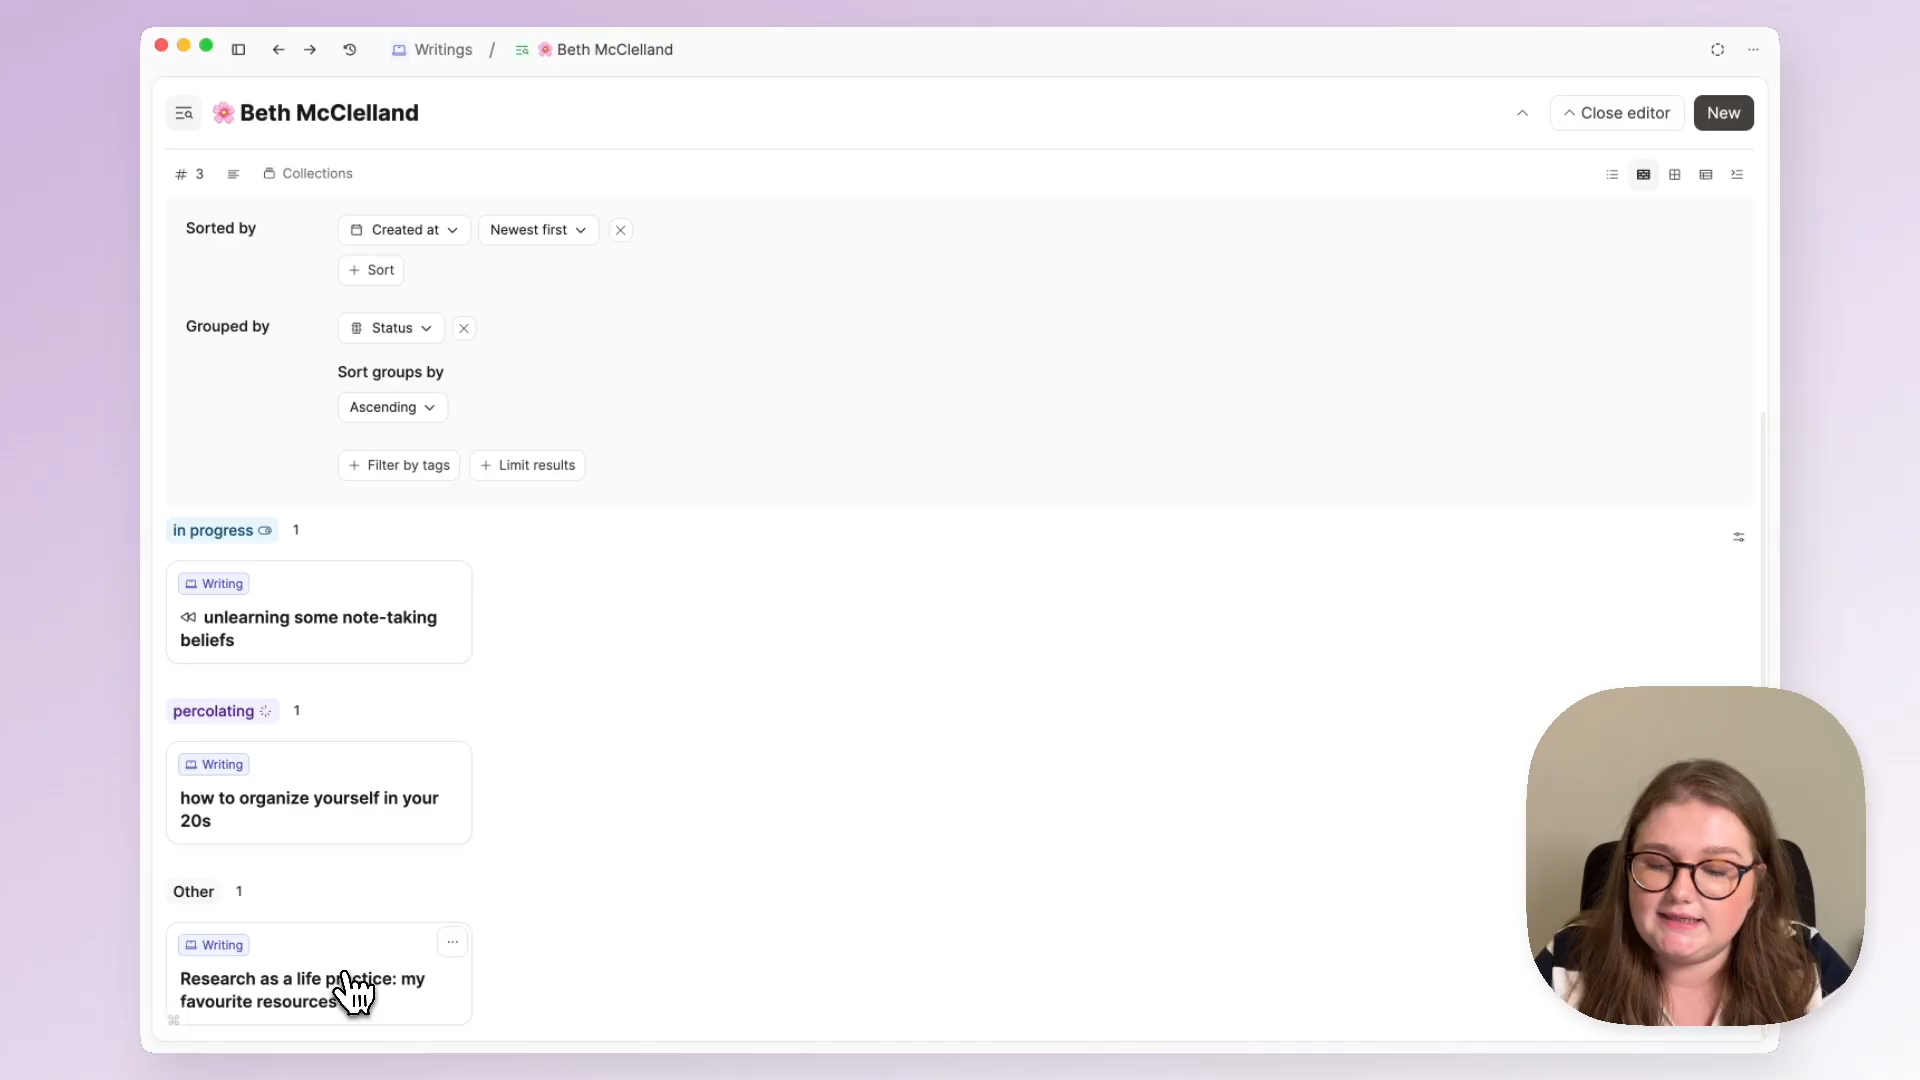 Writings / 🌸 Beth McClelland
🌸 Beth McClelland
Close editor
New
# 3
Collections
Sorted by
Created at
Newest first
+ Sort
Grouped by
Status
Sort groups by
Ascending
+ Filter by tags
+ Limit results
in progress 1
Writing
unlearning some note-taking
beliefs
percolating 1
Writing
how to organize yourself in your
20s
Other 1
Writing
Research as a life practice: my
favourite resources